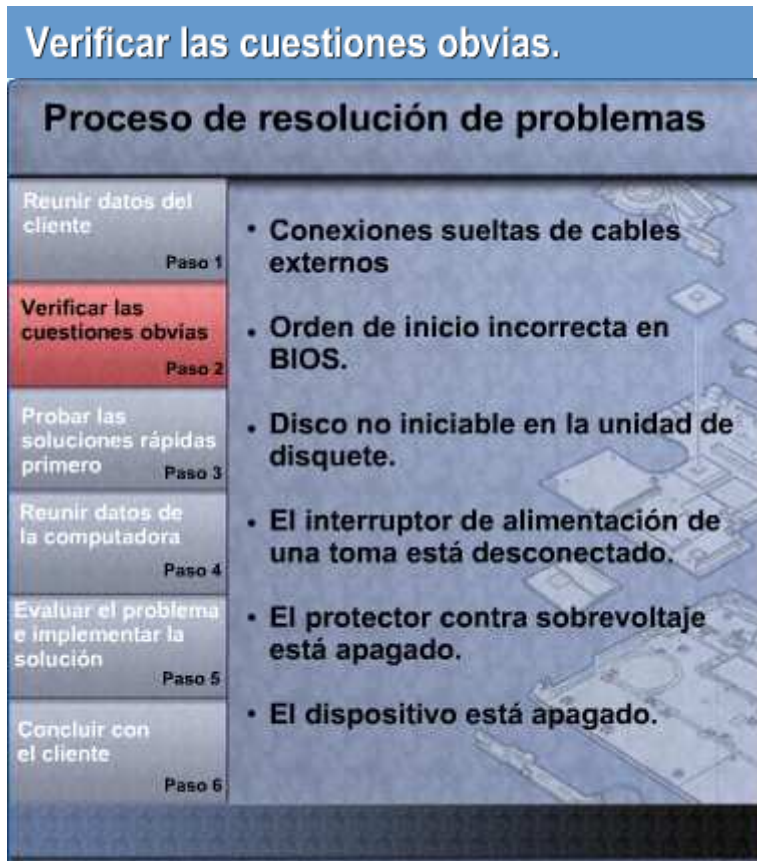 Verificar las cuestiones obvias.
Proceso de resolución de problemas
Reunir datos del
cliente
Paso 1
Verificar las
cuestiones obvias
Paso 2
Probar las
soluciones rápidas
primero
Paso 3
Reunir datos de
la computadora
Paso 4
Evaluar el problema
e implementar la
solución
Paso 5
Concluir con
el cliente
Paso 6
• Conexiones sueltas de cables
externos
• Orden de inicio incorrecta en
BIOS.
• Disco no iniciable en la unidad de
disquete.
• El interruptor de alimentación de
una toma está desconectado.
• El protector contra sobrevoltaje
está apagado.
• El dispositivo está apagado.